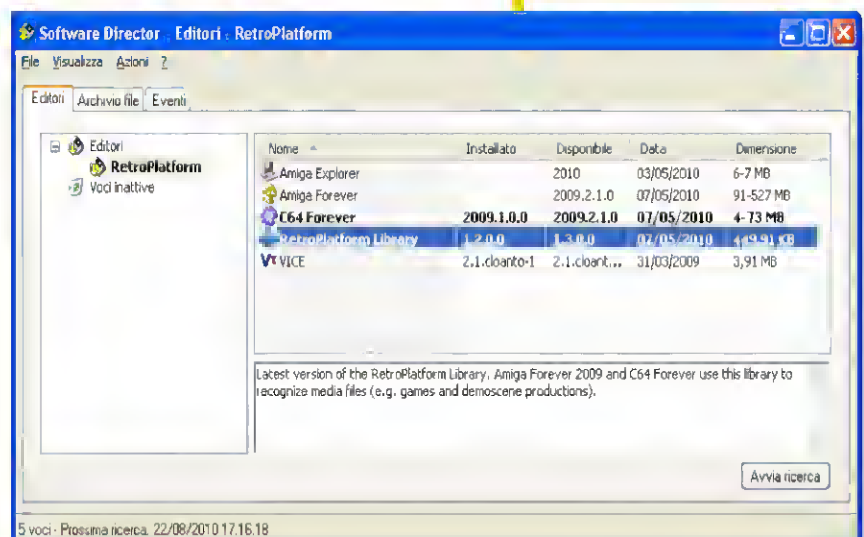 Software Director - Editori - RetroPlatform
File Visualizza Azioni ?
Editori Archivio file Eventi
Editori
RetroPlatform
Voci inattive
Nome Installato Disponibile Data Dimensione
Amiga Explorer 2010 03/05/2010 6-7 MB
Amiga Forever 2009.2.1.0 07/05/2010 91-527 MB
C64 Forever 2009.1.0.0 2009.2.1.0 07/05/2010 4-73 MB
RetroPlatform Library 1.2.0.0 1.3.0.0 07/05/2010 449,91 KB
VICE 2.1.cloanto-1 2.1.cloant... 31/03/2009 3,91 MB
Latest version of the RetroPlatform Library. Amiga Forever 2009 and C64 Forever use this library to
recognize media files (e.g. games and demoscene productions).
Avvia ricerca
5 voci - Prossima ricerca: 22/08/2010 17.16.18